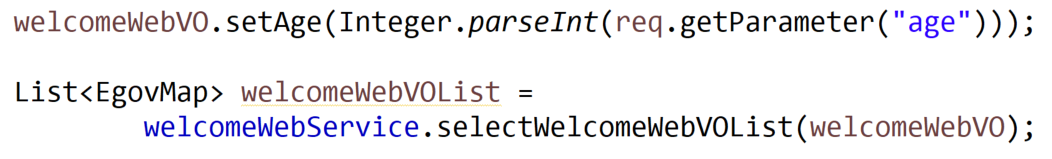 welcomeWebVO.setAge(Integer.parseInt(req.getParameter("age")));
List<EgovMap> welcomeWebVOList =
welcomeWebService.selectWelcomeWebVOList(welcomeWebVO);